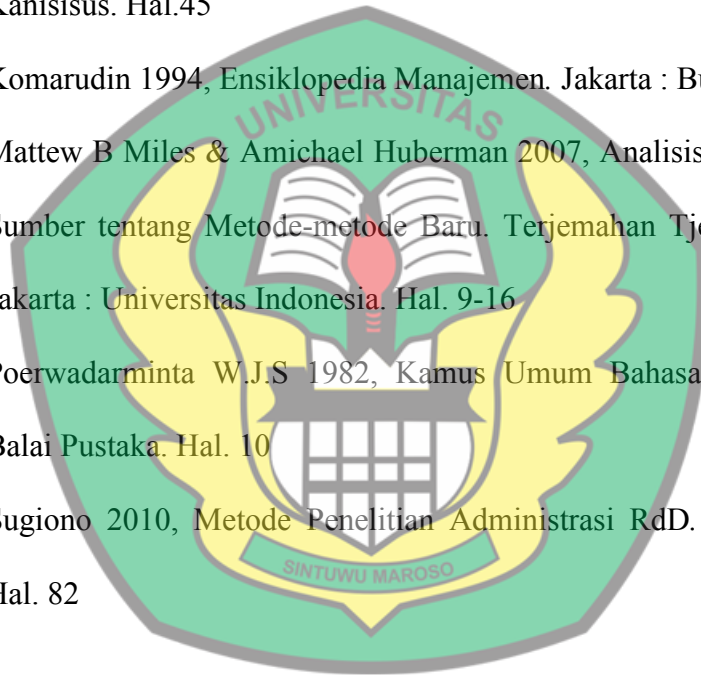 Kanisisus. Hal.45
Komarudin 1994, Ensiklopedia Manajemen. Jakarta : Bu
Mattew B Miles & Amichael Huberman 2007, Analisis
Sumber tentang Metode-metode Baru. Terjemahan Tje
Jakarta : Universitas Indonesia. Hal. 9-16
Poerwadarminta W.J.S 1982, Kamus Umum Bahasa
Balai Pustaka. Hal. 10
Sugiono 2010, Metode Penelitian Administrasi RdD.
Hal. 82
UNIVERSITAS
SINTUWU MAROSO